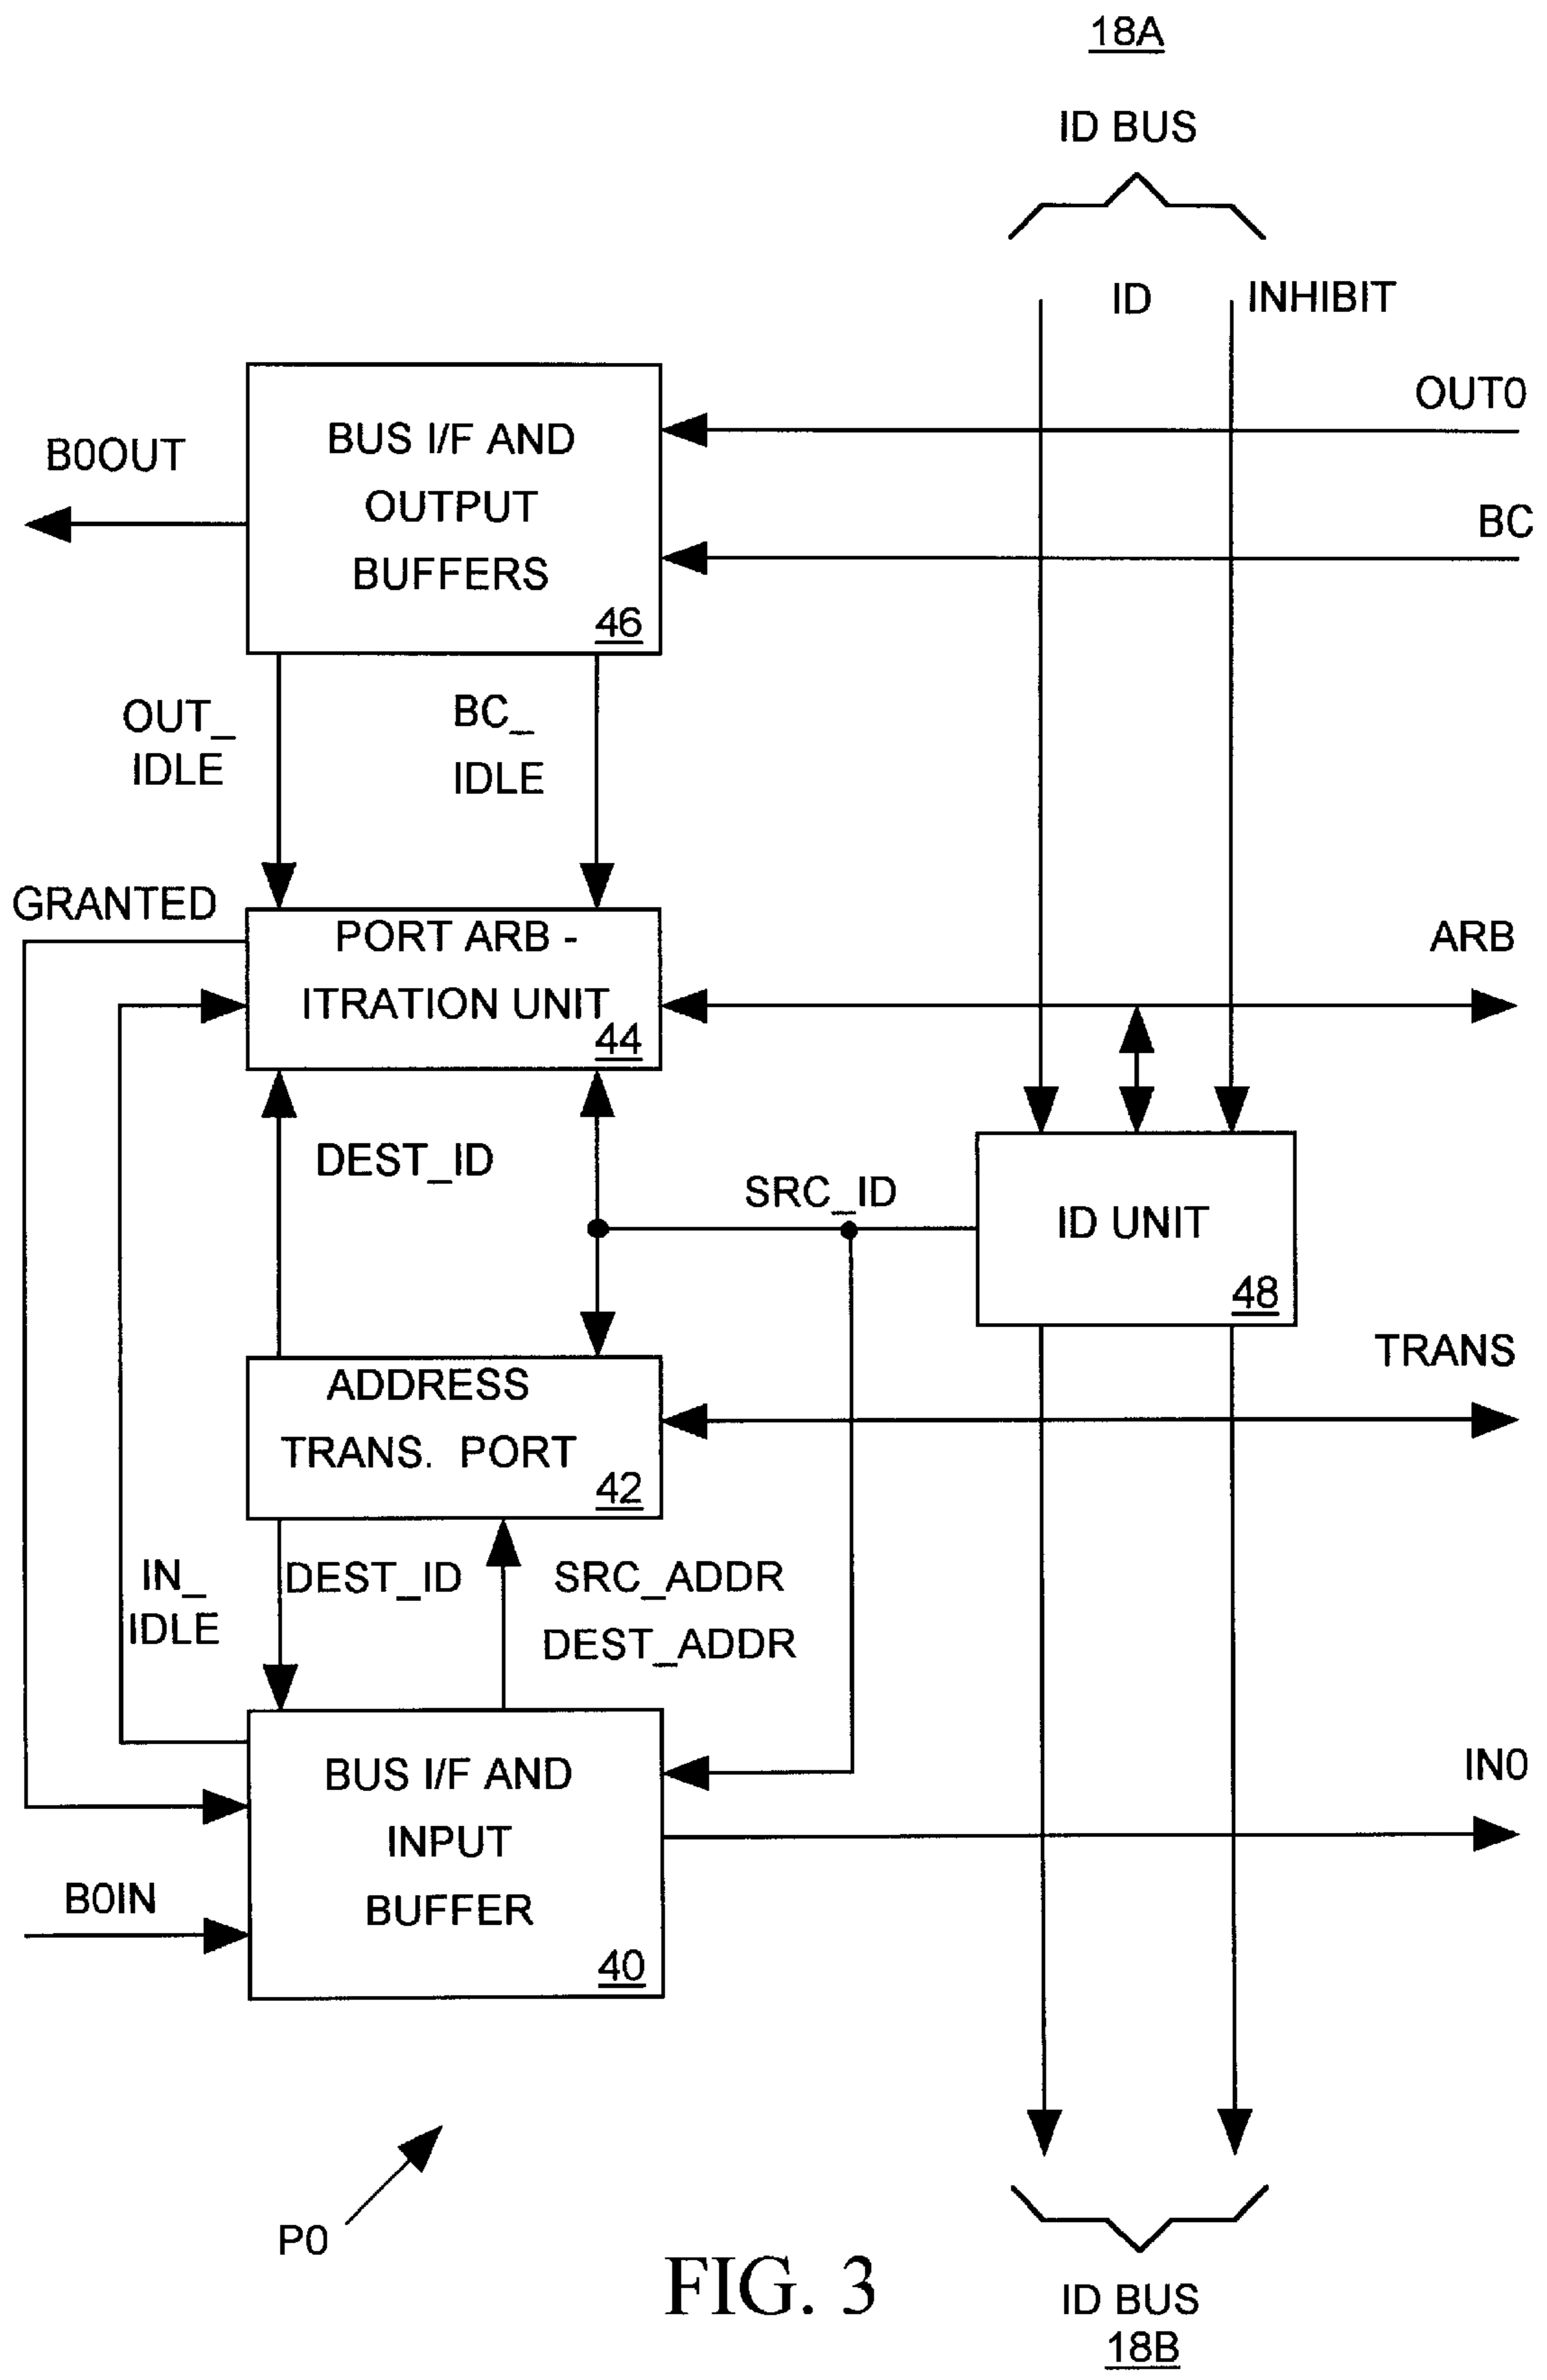 18A
ID BUS
ID
INHIBIT
OUT0
BUS I/F AND
OUTPUT
BUFFERS
46
B0OUT
BC
OUT_
IDLE
BC_
IDLE
GRANTED
PORT ARB -
ITRATION UNIT
44
ARB
DEST_ID
SRC_ID
ID UNIT
48
TRANS
ADDRESS
TRANS. PORT
42
IN_
IDLE
DEST_ID
SRC_ADDR
DEST_ADDR
BUS I/F AND
INPUT
BUFFER
40
IN0
B0IN
P0
FIG. 3
ID BUS
18B